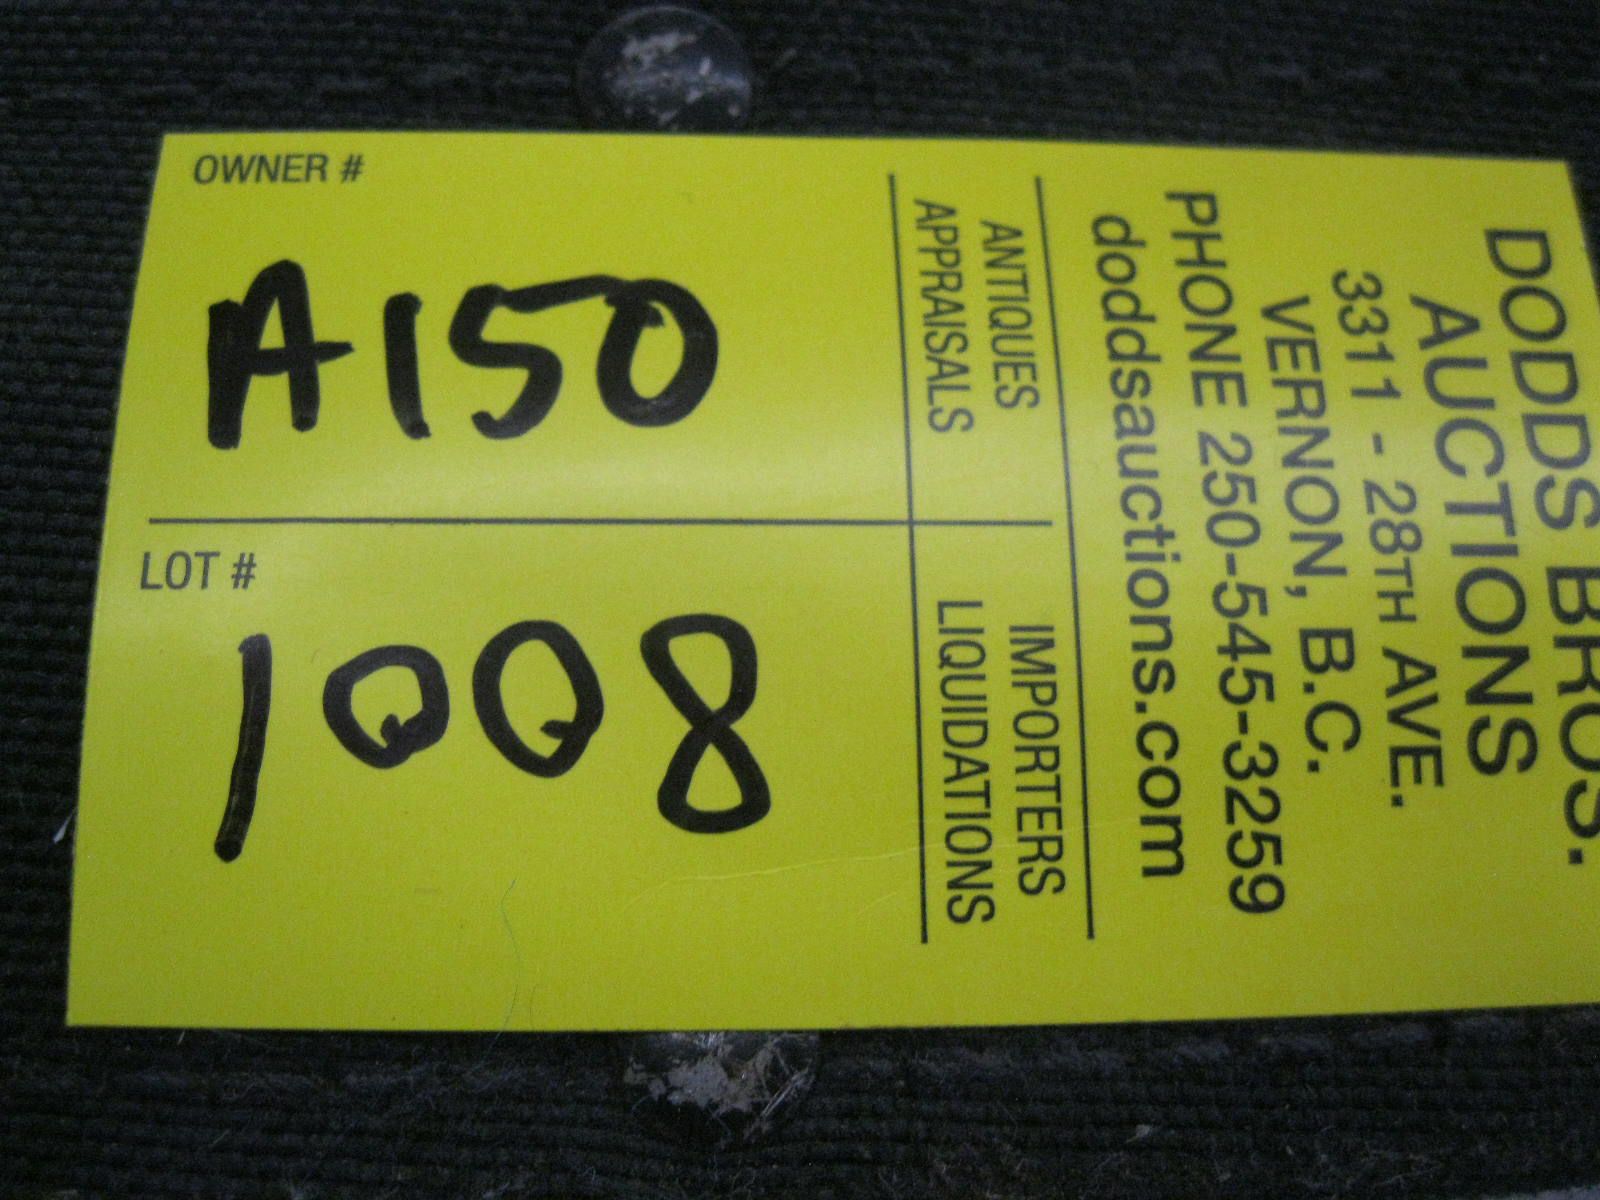 OWNER #
A150
LOT #
1008
DODDS BROS.
AUCTIONS
3311 - 28TH AVE.
VERNON, B.C.
PHONE 250-545-3259
doddsauctions.com
ANTIQUES IMPORTERS
APPRAISALS LIQUIDATIONS